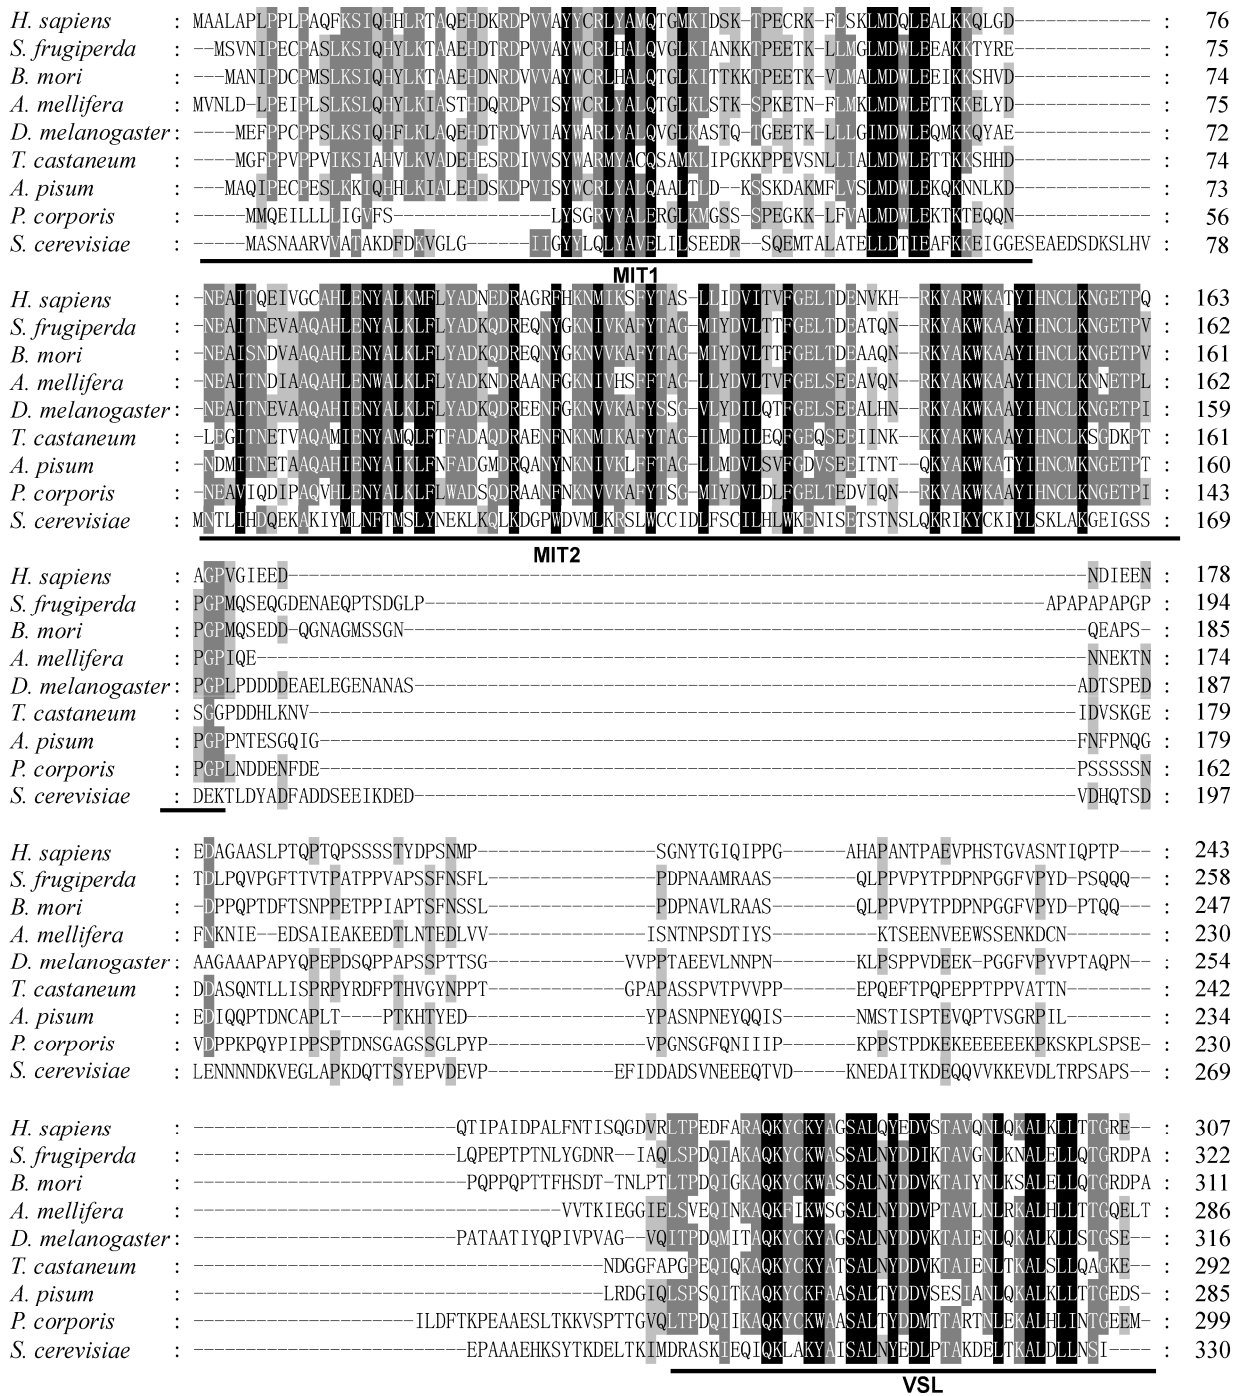 H. sapiens : MAALAPLPPLPAQFKSIQHHLRTAQEHDKRDPVVAYYCRLYAMQTGMKIDSK-TPECRK-FLSKLMDQLEALKKQLGD------------- : 76
S. frugiperda : --MSVNIPECPASLKSIQHYLKTAAEHDTRDPVVAYWCRLHALQVGLKIANKKTPEETK-LLMGLMDWLEEAKKTYRE------------- : 75
B. mori : ---MANIPDCPMSLKSIQHYLKTAAEHDNRDVVVAYWCRLHALQTGLKITTKKTPEETK-VLMALMDWLEEIKKSHVD------------- : 74
A. mellifera : MVNLD-LPEIPLSLKSLQHYLKIASTHDQRDPVISYWCRLYALQTGLKLSTK-SPKETN-FLMKLMDWLETTKKELYD------------- : 75
D. melanogaster : ----MEFPPCPPSLKSIQHFLKLAQEHDTRDVVIAYWARLYALQVGLKASTQ-TGEETK-LLLGIMDWLEQMKKQYAE------------- : 72
T. castaneum : ----MGFPPVPPVIKSIAHVLKVADEHESRDIVVSYWARMYACQSAMKLIPGKKPPEVSNLLIALMDWLETTKKSHHD------------- : 74
A. pisum : ---MAQIPECPESLKKIQHHLKIALEHDSKDPVISYWCRLYALQAALTLD--KSSKDAKMFLVSLMDWLEKQKNNLKD------------- : 73
P. corporis : -----MMQEILLLLIGVFS---------------LYSGRVYALERGLKMGSS-SPEGKK-LFVALMDWLEKTKTEQQN------------- : 56
S. cerevisiae : -----MASNAARVVATAKDFDKVGLG------IIGYYLQLYAVELILSEEDR--SQEMTALATELLDTIEAFKKEIGGESEAEDSDKSLHV : 78
MIT1
H. sapiens : -NEAITQEIVGCAHLENYALKMFLYADNEDRAGRFHKNMIKSFYTAS-LLIDVITVFGELTDENVKH--RKYARWKATYIHNCLKNGETPQ : 163
S. frugiperda : -NEAITNEVAAQAHLENYALKLFLYADKQDREQNYGKNIVKAFYTAG-MIYDVLTTFGELTDEATQN--RKYAKWKAAYIHNCLKNGETPV : 162
B. mori : -NEAISNDVAAQAHLENYALKLFLYADKQDREQNYGKNVVKAFYTAG-MIYDVLTTFGELTDEAAQN--RKYAKWKAAYIHNCLKNGETPV : 161
A. mellifera : -NEAITNDIAAQAHLENWALKLFLYADKNDRAANFGKNIVHSFFTAG-LLYDVLTVFGELSEEAVQN--RKYAKWKAAYIHNCLKNNETPL : 162
D. melanogaster : -NEAITNEVAAQAHIENYALKLFLYADKQDREENFGKNVVKAFYSSG-VLYDILQTFGELSEEALHN--RKYAKWKAAYIHNCLKNGETPI : 159
T. castaneum : -LEGITNETVAQAMIENYAMQLFTFADAQDRAENFNKNMIKAFYTAG-ILMDILEQFGEQSEEIINK--KKYAKWKAAYIHNCLKSGDKPT : 161
A. pisum : -NDMITNETAAQAHIENYAIKLFNFADGMDRQANYNKNIVKLFFTAG-LLMDVLSVFGDVSEEITNT--QKYAKWKATYIHNCMKNGETPT : 160
P. corporis : -NEAVIQDIPAQVHLENYALKLFLWADSQDRAANFNKNVVKAFYTSG-MIYDVLDLFGELTEDVIQN--RKYAKWKAAYIHNCLKNGETPI : 143
S. cerevisiae : MNTLIHDQEKAKIYMLNFTMSLYNEKLKQLKDGPWDVMLKRSLWCCIDLFSCILHLWKENISETSTNSLQKRIKYCKIYLSKLAKGEIGSS : 169
MIT2
H. sapiens : AGPVGIEED----------------------------------------------------------------------------NDIEEN : 178
S. frugiperda : PGPMQSEQGDENAEQPTSDGLP-----------------------------------------------------------APAPAPAPGP : 194
B. mori : PGPMQSEDD-QGNAGMSSGN-----------------------------------------------------------------QEAPS- : 185
A. mellifera : PGPIQE-------------------------------------------------------------------------------NNEKTN : 174
D. melanogaster : PGPLPDDDDEAELEGENANAS---------------------------------------------------------------ADTSPED : 187
T. castaneum : SGGPDDHLKNV-------------------------------------------------------------------------IDVSKGE : 179
A. pisum : PGPPNTESGQIG------------------------------------------------------------------------FNFPNQG : 179
P. corporis : PGPLNDDENFDE------------------------------------------------------------------------PSSSSSN : 162
S. cerevisiae : DEKTLDYADFADDSEEIKDED---------------------------------------------------------------VDHQTSD : 197
H. sapiens : EDAGAASLPTQPTQPSSSSTYDPSNMP-----------------SGNYTGIQIPPG------AHAPANTPAEVPHSTGVASNTIQPTP--- : 243
S. frugiperda : TDLPQVPGFTTVTPATPPVAPSSFNSFL----------------PDPNAAMRAAS--------QLPPVPYTPDPNPGGFVPYD-PSQQQ-- : 258
B. mori : -DPPQPTDFTSNPPETPPIAPTSFNSSL----------------PDPNAVLRAAS--------QLPPVPYTPDPNPGGFVPYD-PTQQ--- : 247
A. mellifera : FNKNIE--EDSAIEAKEEDTLNTEDLVV----------------ISNTNPSDTIYS----------KTSEENVEEWSSENKDCN-------- : 230
D. melanogaster : AAGAAAPAPYQPEPDSQPPAPSSPTTSG-------------VVPPTAEEVLNNPN--------KLPSPPVDEEK-PGGFVPYVPTAQPN-- : 254
T. castaneum : DDASQNTLLISPRPYRDFPTHVGYNPPT-------------GPAPASSPVTPVVPP-------EPQEFTPQPEPPTPPVATTN-------- : 242
A. pisum : EDIQQPTDNCAPLT----PTKHTYED-----------------YPASNPNEYQQIS-------NMSTISPTEVQPTVSGRPIL-------- : 234
P. corporis : VDPPKPQYPIPPSPTDNSGAGSSGLPYP---------------VPGNSGFQNIIIP-------KPPSTPDKEKEEEEEEKPKSKPLSPSE- : 230
S. cerevisiae : LENNNNDKVEGLAPKDQTTSYEPVDEVP------------EFIDDADSVNEEEQTVD-----KNEDAITKDEQQVVKKEVDLTRPSAPS-- : 269
H. sapiens : -------------------------QTIPAIDPALFNTISQGDVRLTPEDFARAQKYCKYAGSALQYEDVSTAVQNLQKALKLLTTGRE-- : 307
S. frugiperda : -------------------------LQPEPTPTNLYGDNR--IAQLSPDQIAKAQKYCKWASSALNYDDIKTAVGNLKNALELLQTGRDPA : 322
B. mori : --------------------------PQPPQPTTFHSDT-TNLPTLTPDQIGKAQKYCKWASSALNYDDVKTAIYNLKSALELLQTGRDPA : 311
A. mellifera : -----------------------------------VVTKIEGGIELSVEQINKAQKFIKWSGSALNYDDVPTAVLNLRKALHLLTTGQELT : 286
D. melanogaster : -------------------------PATAATIYQPIVPVAG--VQITPDQMITAQKYCKYAGSALNYDDVKTAIENLQKALKLLSTGSE-- : 316
T. castaneum : ---------------------------------------NDGGFAPGPEQIQKAQKYCKYATSALNYDDVKTAIENLTKALSLLQAGKE-- : 292
A. pisum : ---------------------------------------LRDGIQLSPSQITKAQKYCKFAASALTYDDVSESIANLQKALKLLTTGEDS- : 285
P. corporis : ---------------------ILDFTKPEAAESLTKKVSPTTGVQLTPDQIIKAQKYCKWAASALTYDDMTTARTNLEKALHLINTGEEM- : 299
S. cerevisiae : --------------------------EPAAAEHKSYTKDELTKIMDRASKIEQIQKLAKYAISALNYEDLPTAKDELTKALDLLNSI---- : 330
VSL